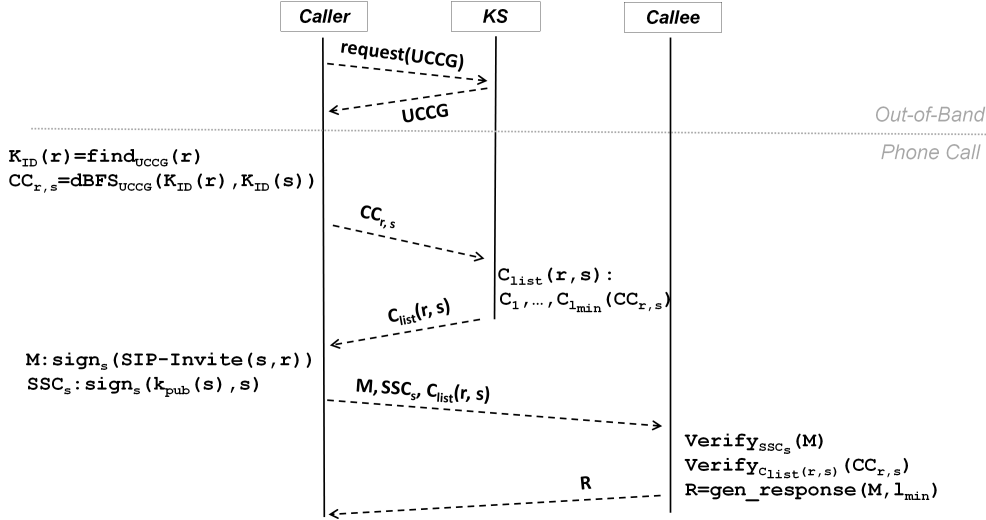 Caller KS Callee
request(UCCG)
UCCG
Out-of-Band
Phone Call
K_ID(r)=find_UCCG(r)
CC_r,s=dBFS_UCCG(K_ID(r),K_ID(s))
CC_r, s
C_list(r,s):
C_1,…,C_l_min(CC_r,s)
C_list(r, s)
M:sign_s(SIP-Invite(s,r))
SSC_s:sign_s(k_pub(s),s)
M, SSC_s, C_list(r, s)
Verify_SSC_s(M)
Verify_C_list(r,s)(CC_r,s)
R=gen_response(M,l_min)
R